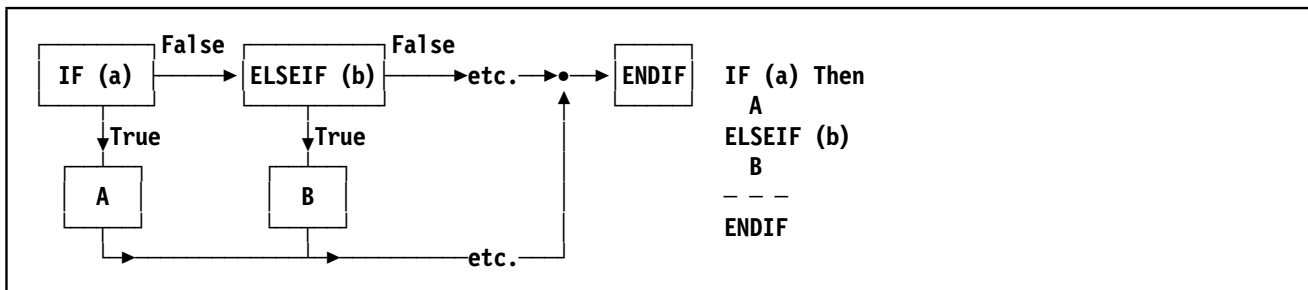 False False
IF (a) ELSEIF (b) etc. ENDIF
True True
A B
etc.
IF (a) Then
A
ELSEIF (b)
B
— — —
ENDIF